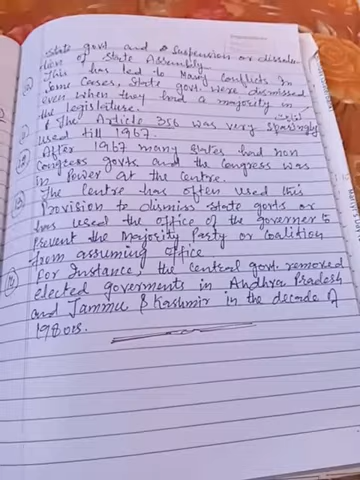 state govt and suspension or dissolu-
tion of state Assembly.
This has led to Many conflicts. In
Some cases, state govts were dismissed
even when they had a majority in
the legislature.
The Article 356 was very sparingly
used till 1967.
After 1967 many states had non
Congress govts and the Congress was
in Power at the centre.
The Centre has often used this
Provision to dismiss state govts or
has used the office of the governer to
prevent the Majority Party or coalition
from assuming office
for Instance, the central govt. removed
elected goverments in Andhra Pradesh
and Jammu & Kashmir in the decade of
1980s.